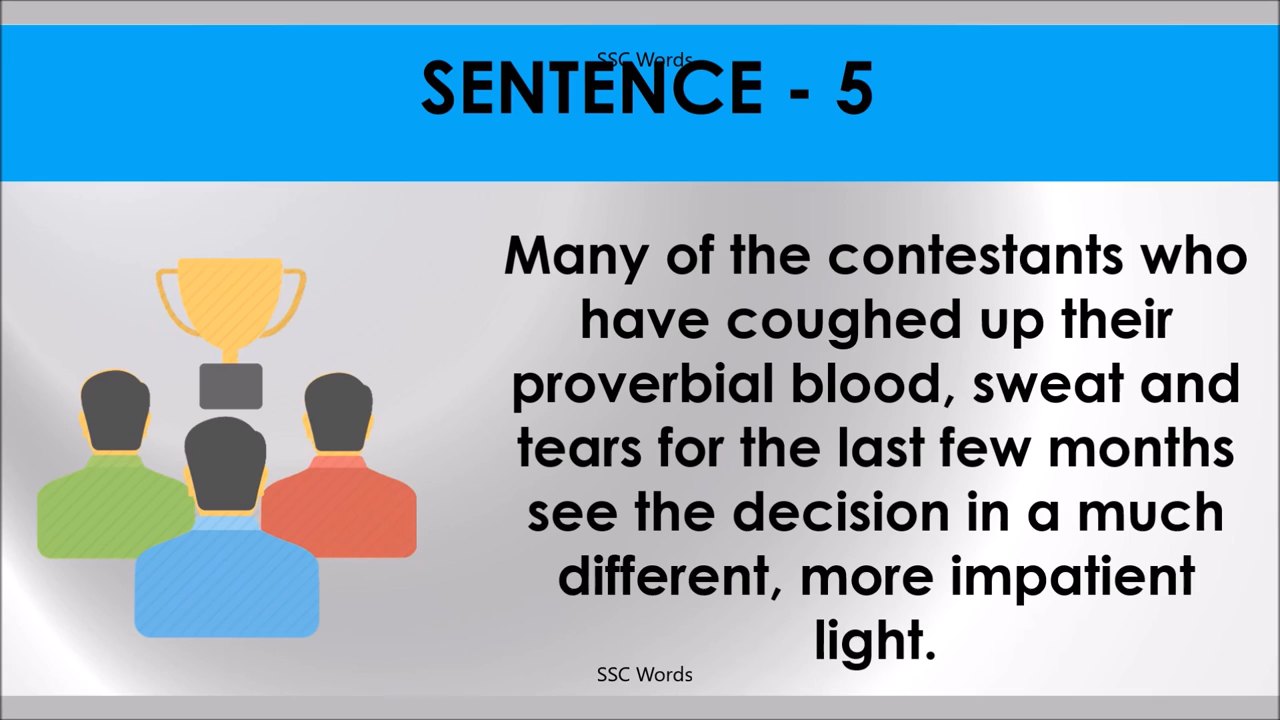 SSC Words
SENTENCE - 5
Many of the contestants who
have coughed up their
proverbial blood, sweat and
tears for the last few months
see the decision in a much
different, more impatient
light.
SSC Words